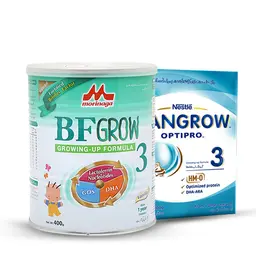 morinaga
BF GROW
GROWING-UP FORMULA
3
Lactoferrin
Nucleotides
GOS
DHA
400g
Nestlé
ANGROW
OPTIPRO
3
HM-O
Optimized protein
DHA-ARA